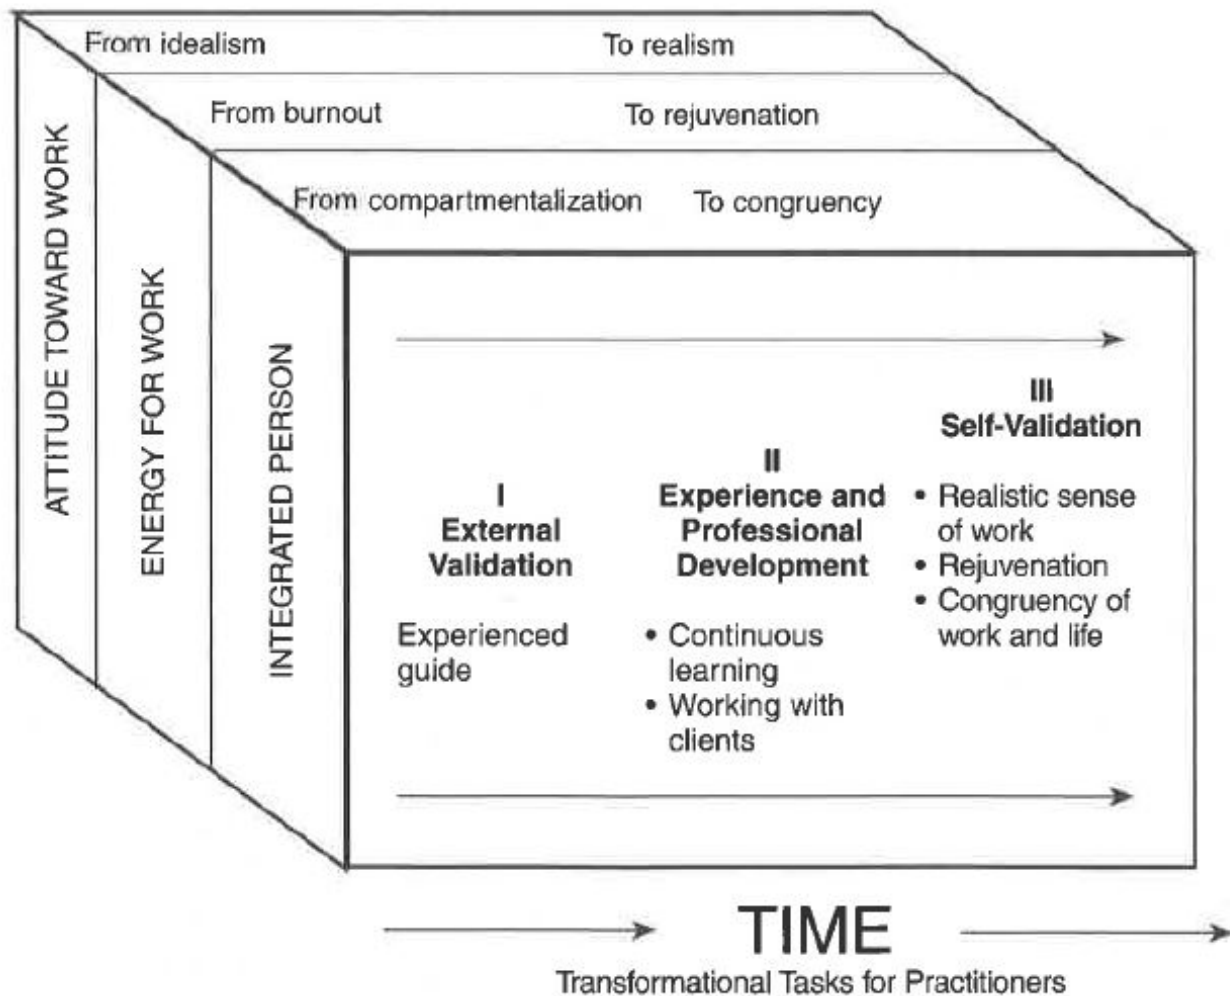 From idealism To realism
From burnout To rejuvenation
From compartmentalization To congruency
ATTITUDE TOWARD WORK
ENERGY FOR WORK
INTEGRATED PERSON
I
External
Validation
Experienced
guide
II
Experience and
Professional
Development
• Continuous
learning
• Working with
clients
III
Self-Validation
• Realistic sense
of work
• Rejuvenation
• Congruency of
work and life
TIME
Transformational Tasks for Practitioners